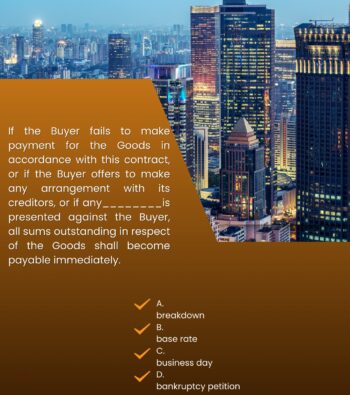 If the Buyer fails to make
payment for the Goods in
accordance with this contract,
or if the Buyer offers to make
any arrangement with its
creditors, or if any________is
presented against the Buyer,
all sums outstanding in respect
of the Goods shall become
payable immediately.
A.
breakdown
B.
base rate
C.
business day
D.
bankruptcy petition